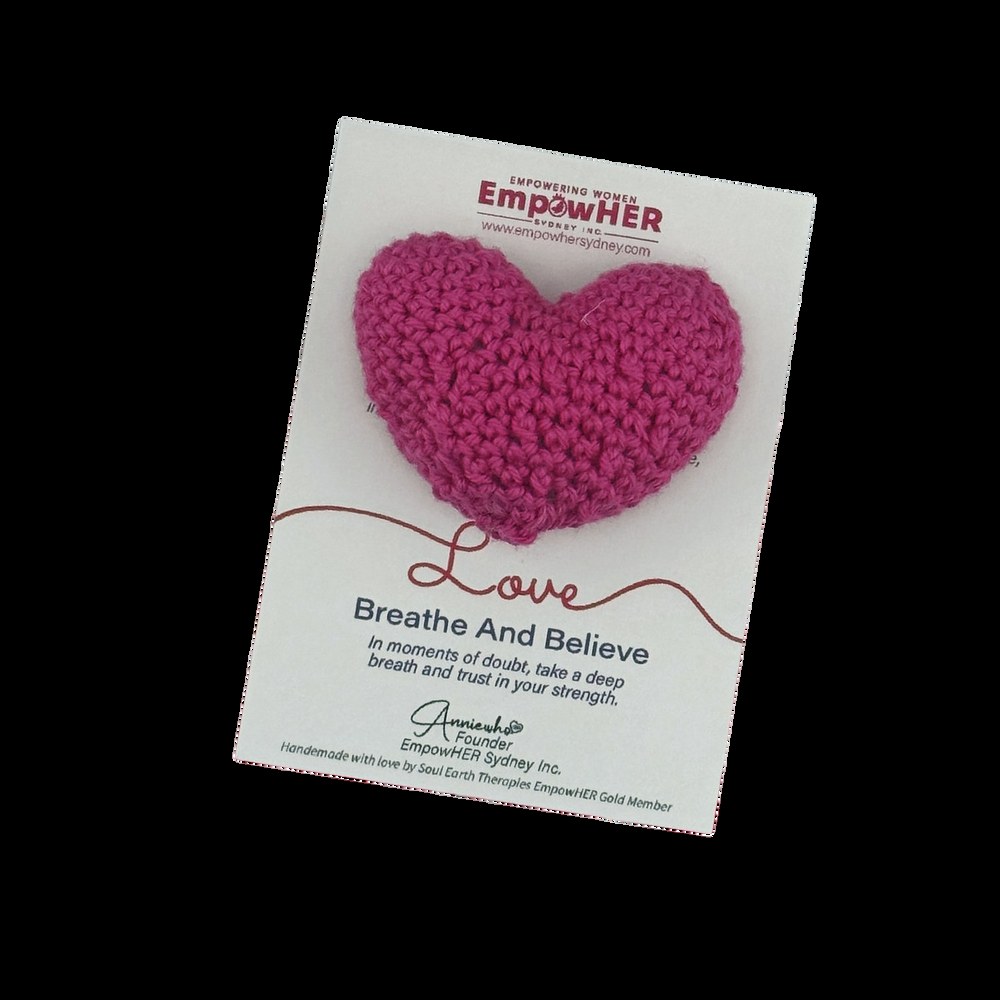 EMPOWERING WOMEN
EmpowHER
SYDNEY INC.
www.empowhersydney.com
Love
Breathe And Believe
In moments of doubt, take a deep
breath and trust in your strength.
Anniewho
Founder
EmpowHER Sydney Inc.
Handmade with love by Soul Earth Therapies EmpowHER Gold Member